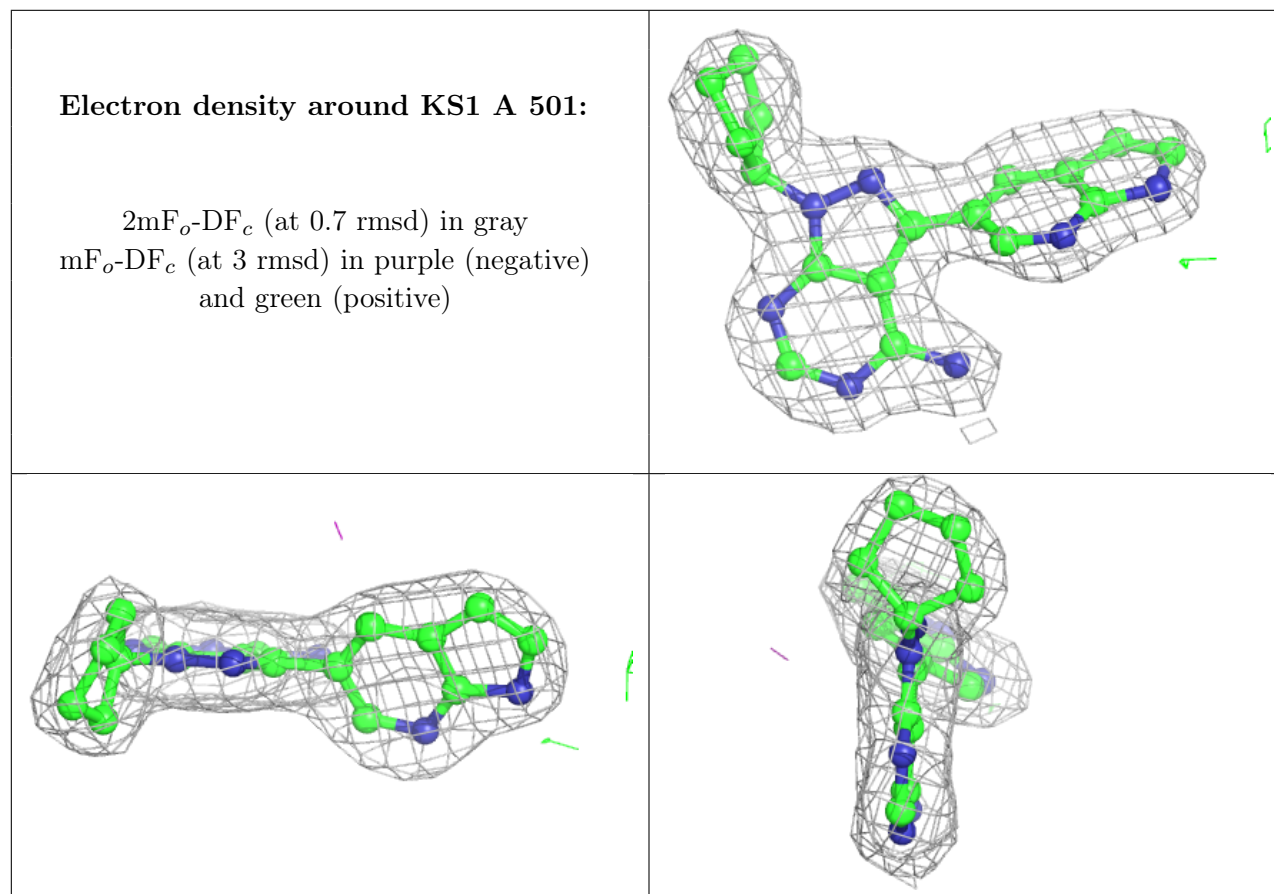 Electron density around KS1 A 501:
2mFo-DFc (at 0.7 rmsd) in gray
mFo-DFc (at 3 rmsd) in purple (negative)
and green (positive)